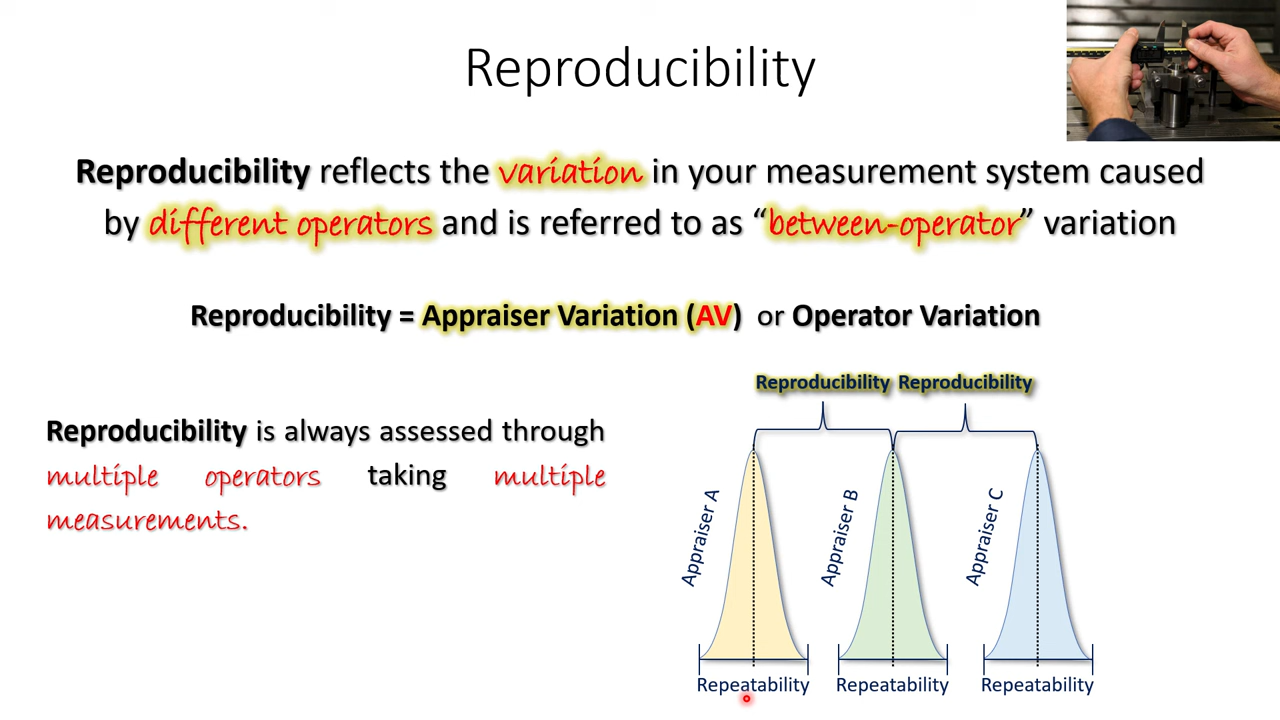 Reproducibility
Reproducibility reflects the variation in your measurement system caused
by different operators and is referred to as “between-operator” variation
Reproducibility = Appraiser Variation (AV) or Operator Variation
Reproducibility is always assessed through
multiple operators taking multiple
measurements.
Reproducibility Reproducibility
Appraiser A
Appraiser B
Appraiser C
Repeatability Repeatability Repeatability